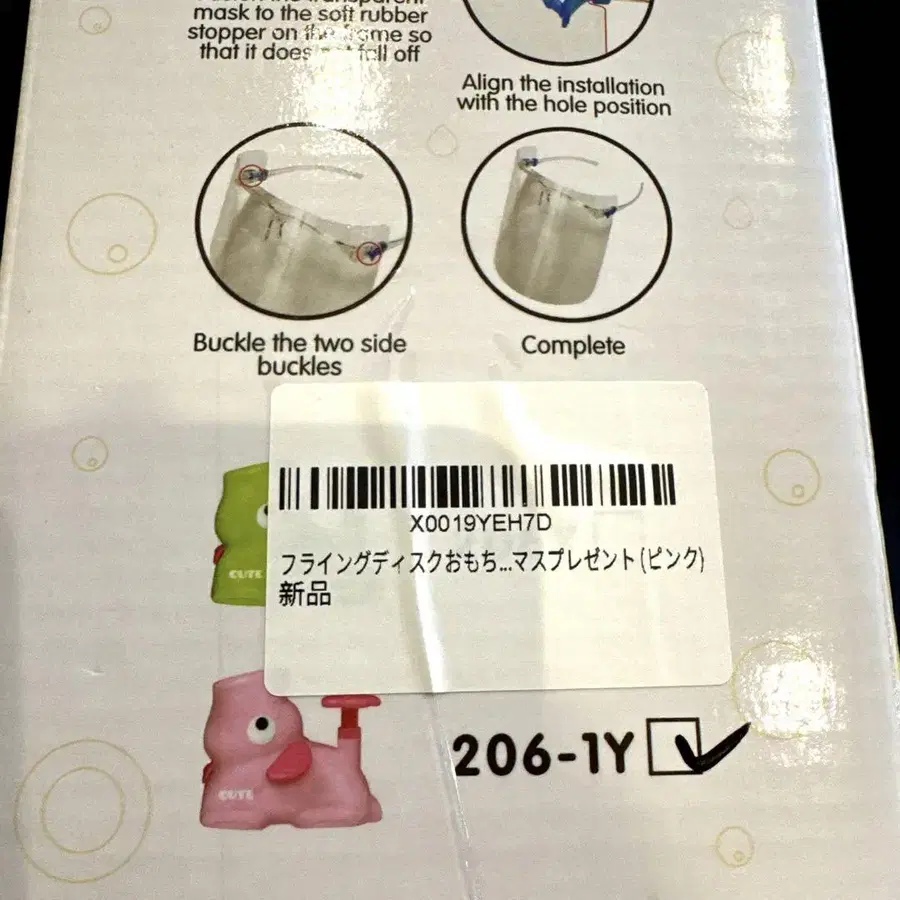 mask to the soft rubber
stopper on the frame so
that it does not fall off
Align the installation
with the hole position
Buckle the two side
buckles
Complete
CUTE
X0019YEH7D
フライングディスクおもち...マスプレゼント (ピンク)
新品
CUTE
206-1Y